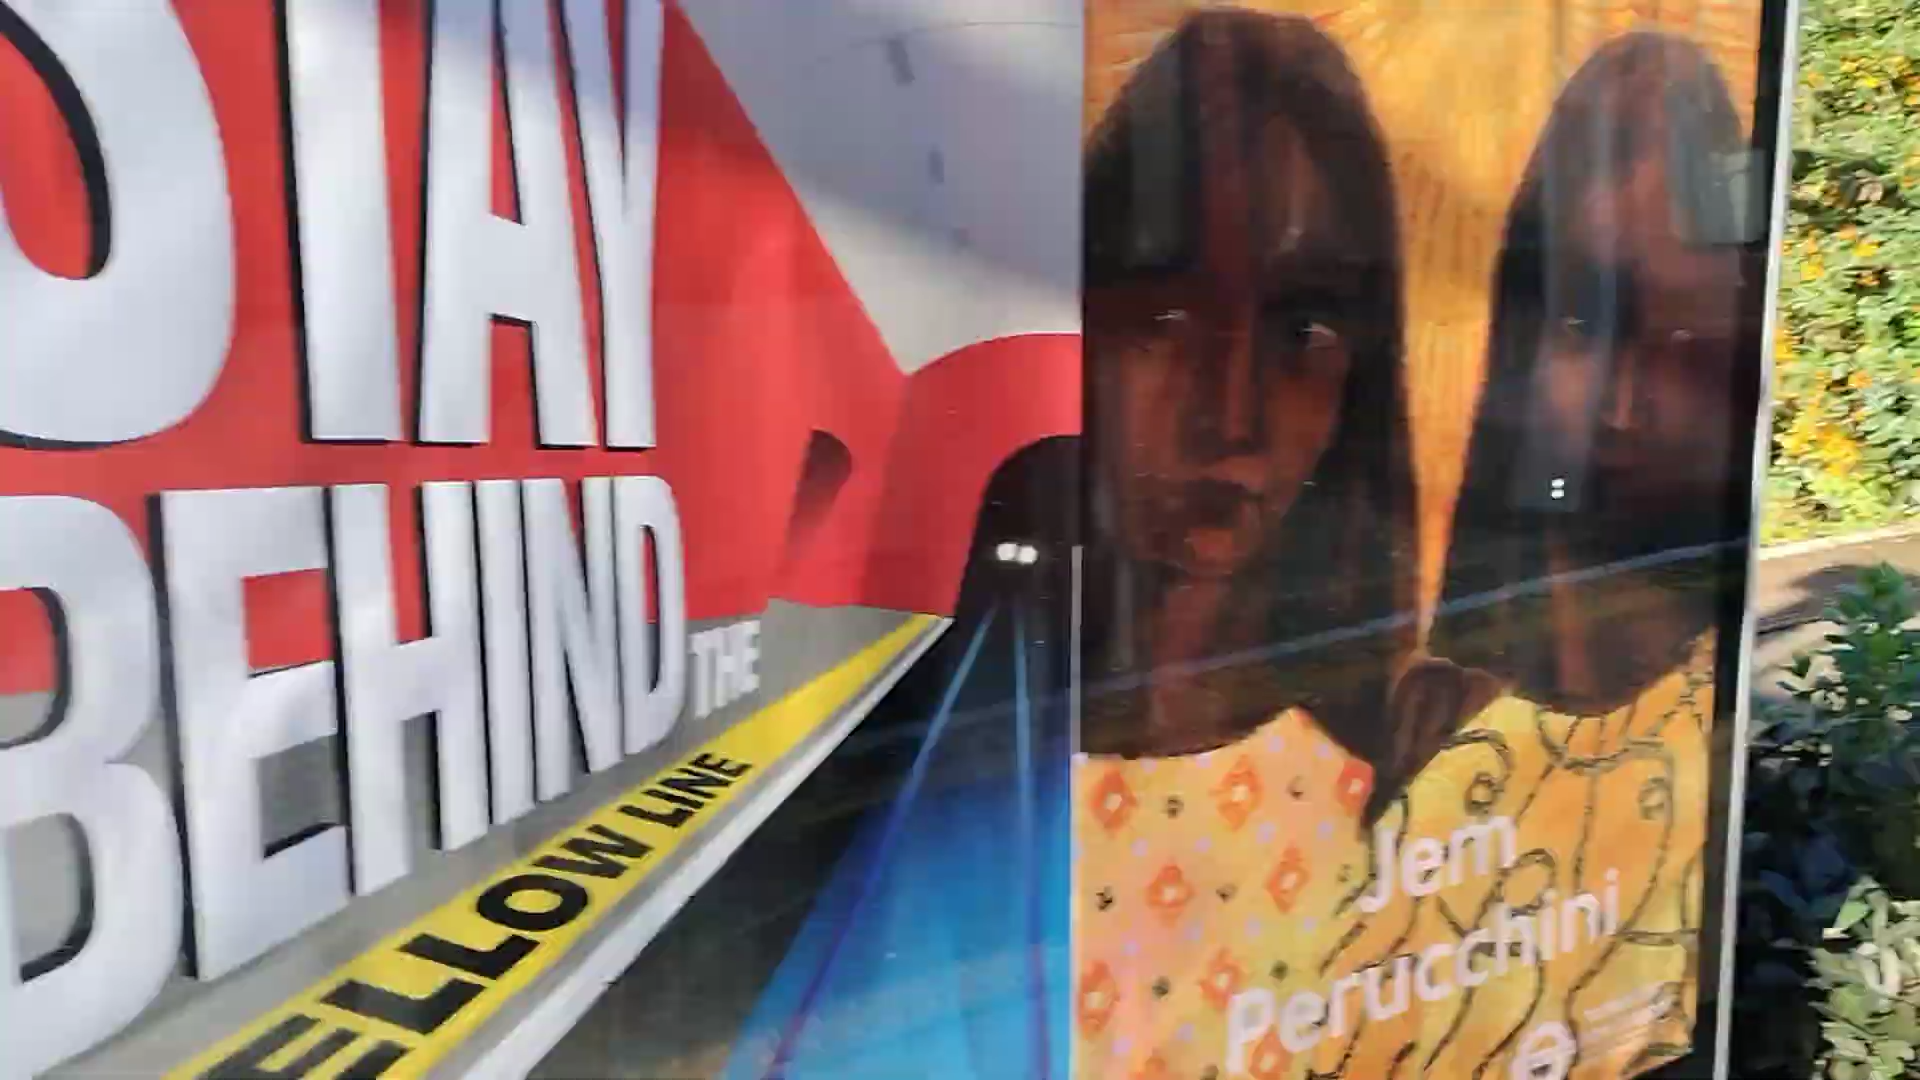 STAY
BEHIND
THE
YELLOW LINE
Jem
Perucchini